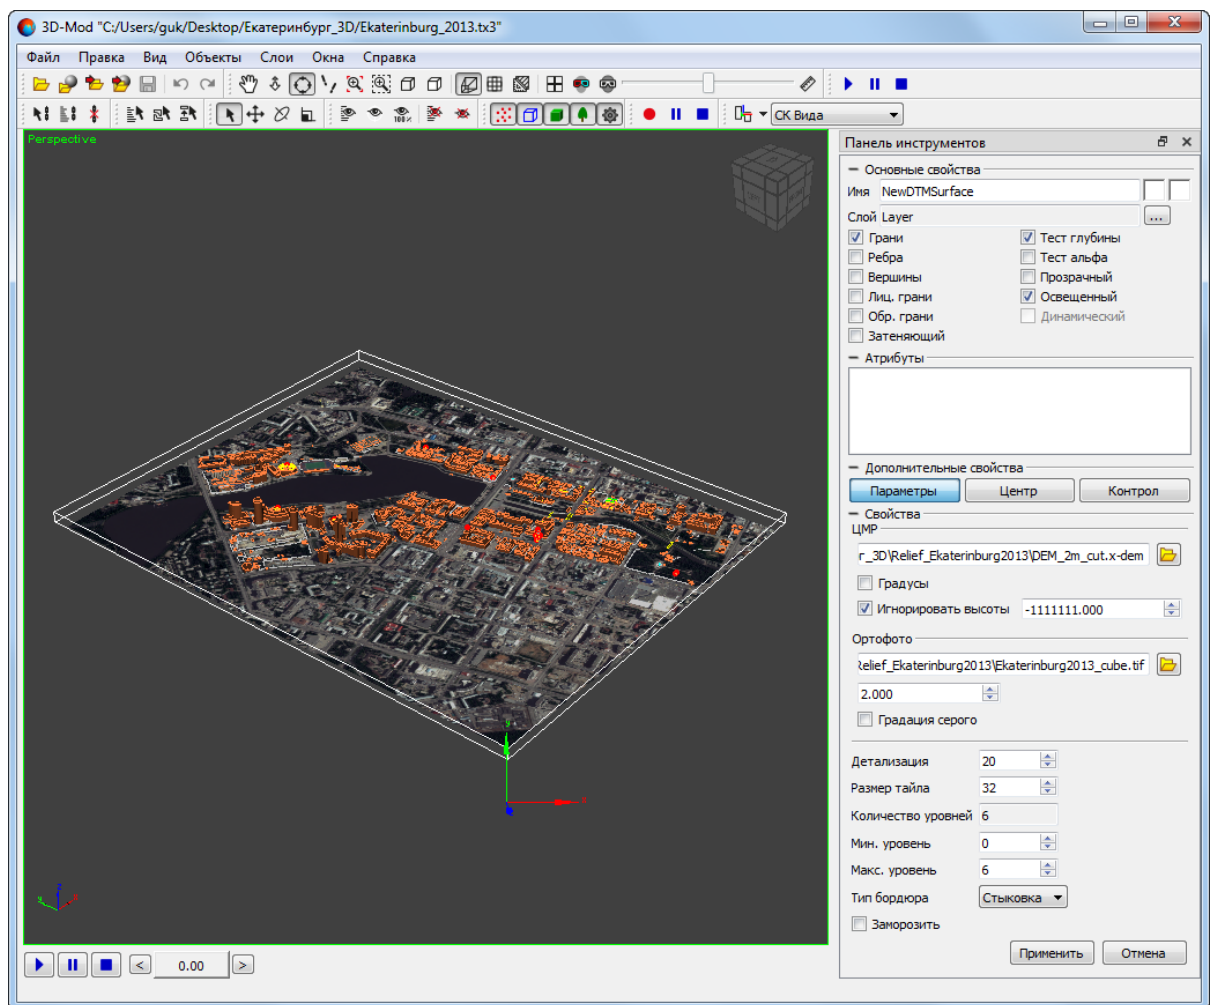 3D-Mod "C:/Users/guk/Desktop/Екатеринбург_3D/Ekaterinburg_2013.tx3"
Файл Правка Вид Объекты Слои Окна Справка
100%
СК Вида
Perspective
Панель инструментов
Основные свойства
Имя NewDTMSurface
Слой Layer ...
Грани Тест глубины
Ребра Тест альфа
Вершины Прозрачный
Лиц. грани Освещенный
Обр. грани Динамический
Затеняющий
Атрибуты
Дополнительные свойства
Параметры Центр Контрол
Свойства
ЦМР
г_3D\Relief_Ekaterinburg2013\DEM_2m_cut.x-dem
Градусы
Игнорировать высоты -1111111.000
Ортофото
Relief_Ekaterinburg2013\Ekaterinburg2013_cube.tif
2.000
Градация серого
Детализация 20
Размер тайла 32
Количество уровней 6
Мин. уровень 0
Макс. уровень 6
Тип бордюра Стыковка
Заморозить
Применить Отмена
< 0.00 >